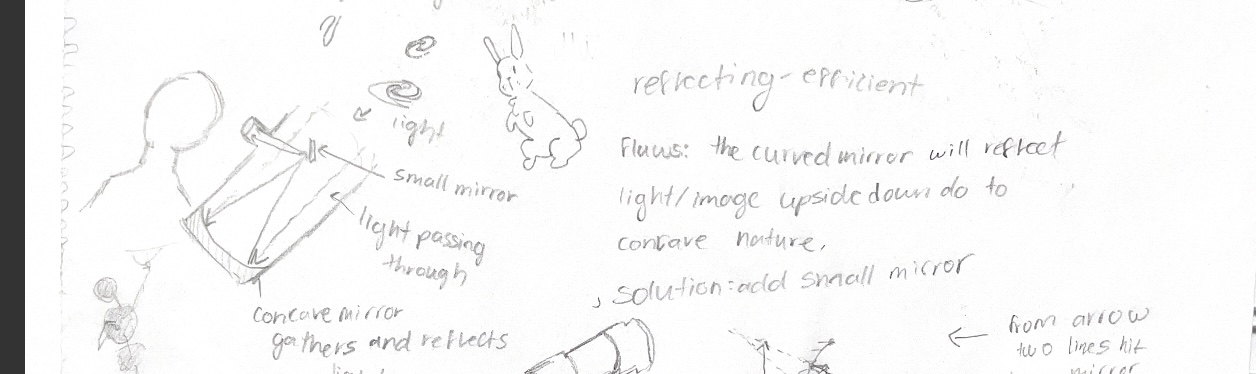 reflecting- efficient
light
Flaws: the curved mirror will reflect
small mirror
light/image upside down do to
light passing
through
concave nature.
solution: add small mirror
concave mirror
gathers and reflects
from arrow
two lines hit
mirror